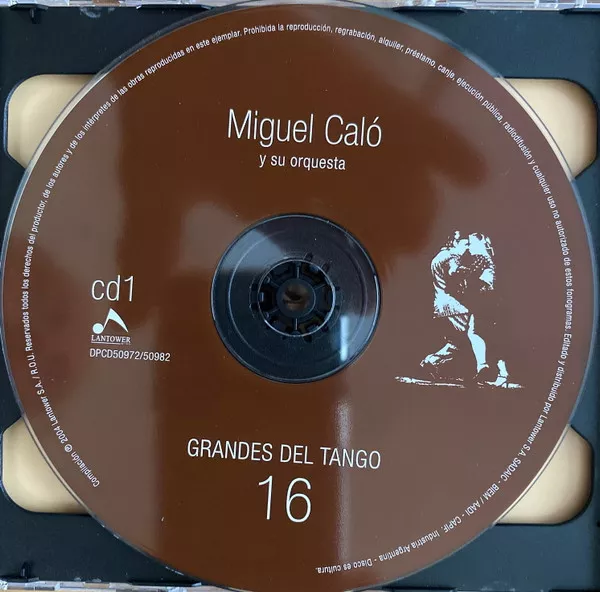 Miguel Caló
y su orquesta
cd1
LANTOWER
DPCD50972/50982
GRANDES DEL TANGO
16
Compilación ℗ 2004 Lantower S.A. / R.O.U. Reservados todos los derechos del productor, de los autores y de los intérpretes de las obras reproducidas en este ejemplar. Prohibida la reproducción, regrabación, alquiler, préstamo, canje, ejecución pública, radiodifusión y cualquier uso no autorizado de estos fonogramas. Editado y distribuido por Lantower S.A. SADAIC - BIEM / AADI - CAPIF. Industria Argentina - Disco es cultura.